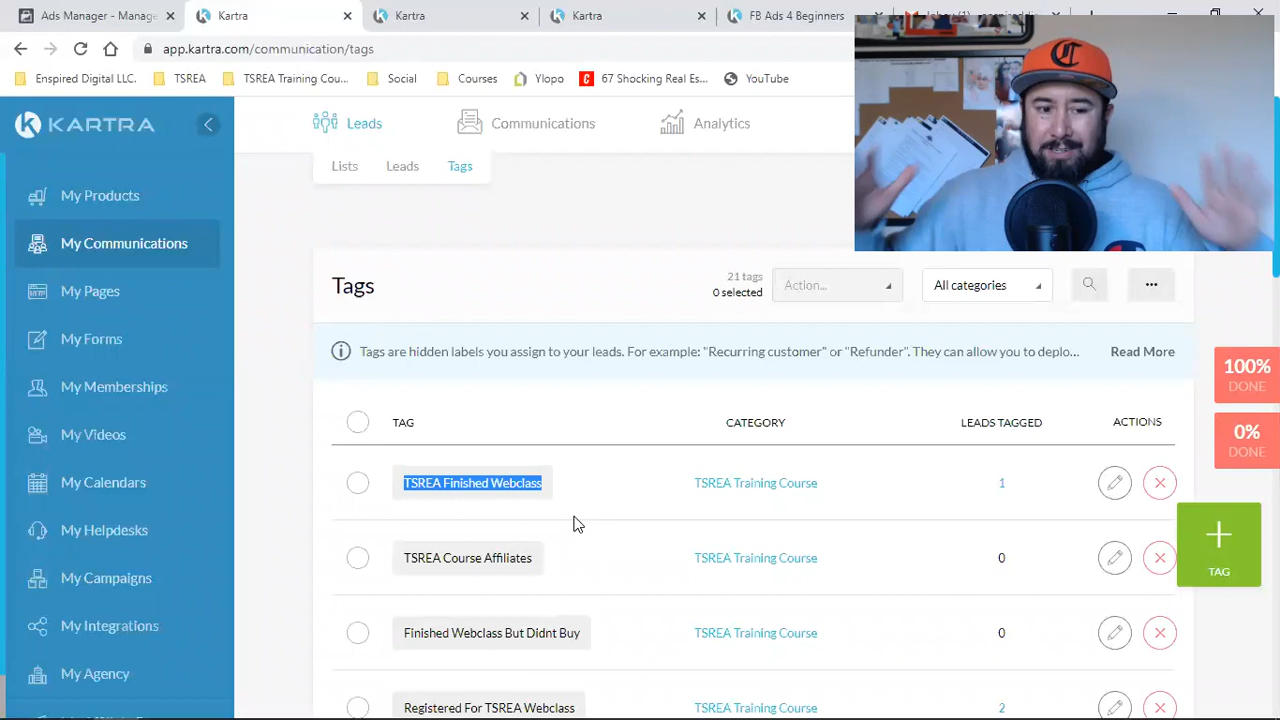 Ads Manager - Manage
Kartra
Kartra
Kartra
FB Ads 4 Beginners
app.kartra.com/communication/tags
Enspired Digital LLC.
TSREA
TSREA Training Cou...
Social
Courses
Ylopo
67 Shocking Real Es...
YouTube
KARTRA
Leads
Communications
Analytics
Lists
Leads
Tags
My Products
My Communications
My Pages
My Forms
My Memberships
My Videos
My Calendars
My Helpdesks
My Campaigns
My Integrations
My Agency
Tags
21 tags
0 selected
Action...
All categories
...
Tags are hidden labels you assign to your leads. For example: "Recurring customer" or "Refunder". They can allow you to deplo...
Read More
100%
DONE
0%
DONE
TAG
CATEGORY
LEADS TAGGED
ACTIONS
TSREA Finished Webclass
TSREA Training Course
1
TSREA Course Affiliates
TSREA Training Course
0
Finished Webclass But Didnt Buy
TSREA Training Course
0
Registered For TSREA Webclass
TSREA Training Course
2
+
TAG